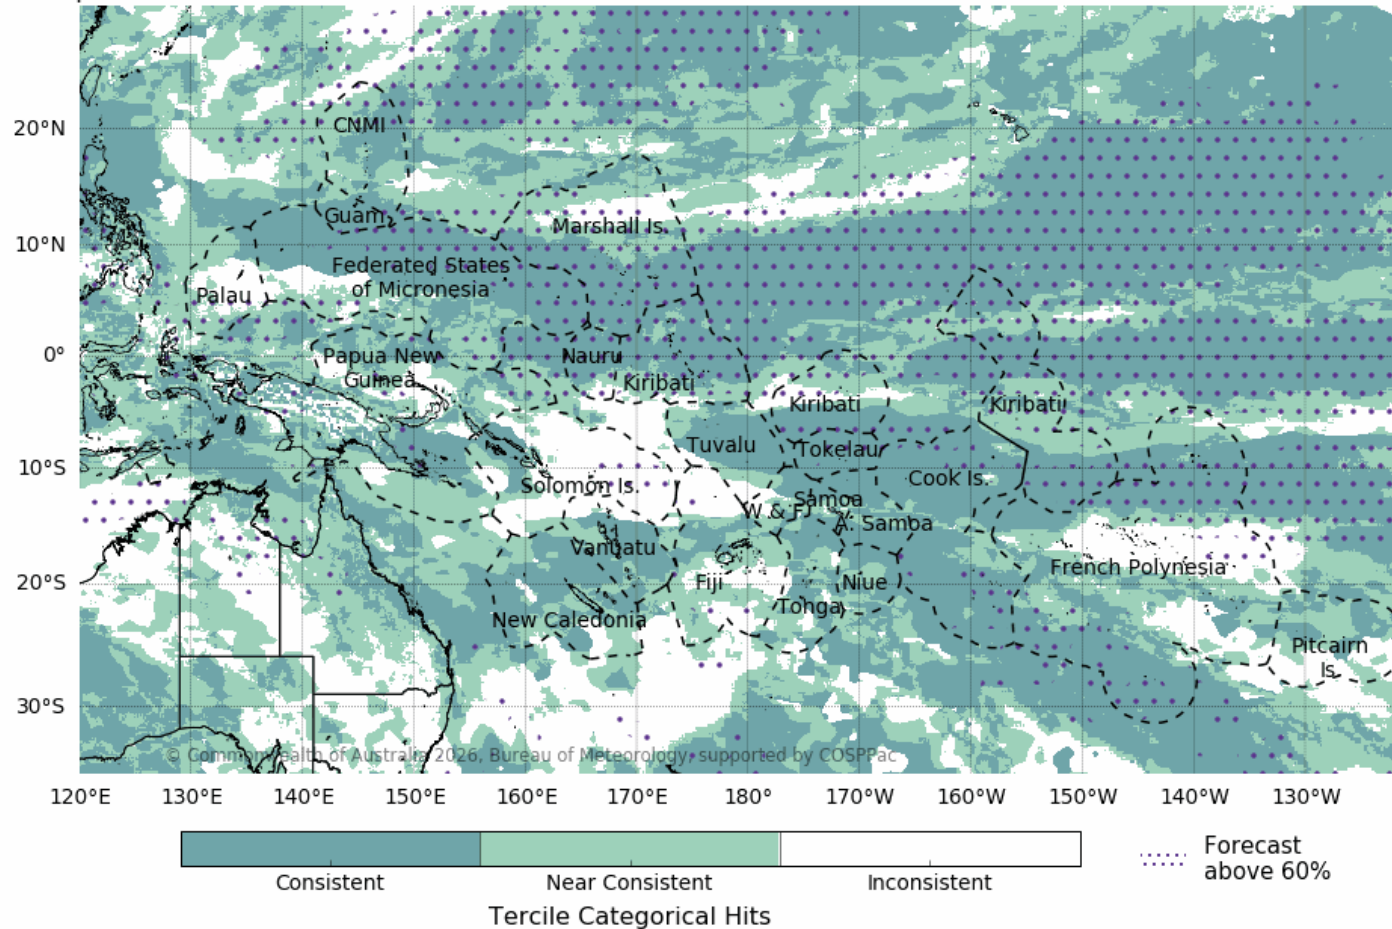 20°N
10°N
0°
10°S
20°S
30°S
CNMI
Guam
Marshall Is.
Federated States
of Micronesia
Palau
Papua New
Guinea
Nauru
Kiribati
Kiribati
Kiribati
Tuvalu
Tokelau
Cook Is.
Solomon Is.
Samoa
W & F
A. Samoa
Vanuatu
French Polynesia
Fiji
Niue
Tonga
New Caledonia
Pitcairn
Is.
© Commonwealth of Australia 2026, Bureau of Meteorology, supported by COSPPac
120°E 130°E 140°E 150°E 160°E 170°E 180° 170°W 160°W 150°W 140°W 130°W
Consistent Near Consistent Inconsistent
Tercile Categorical Hits
Forecast
above 60%